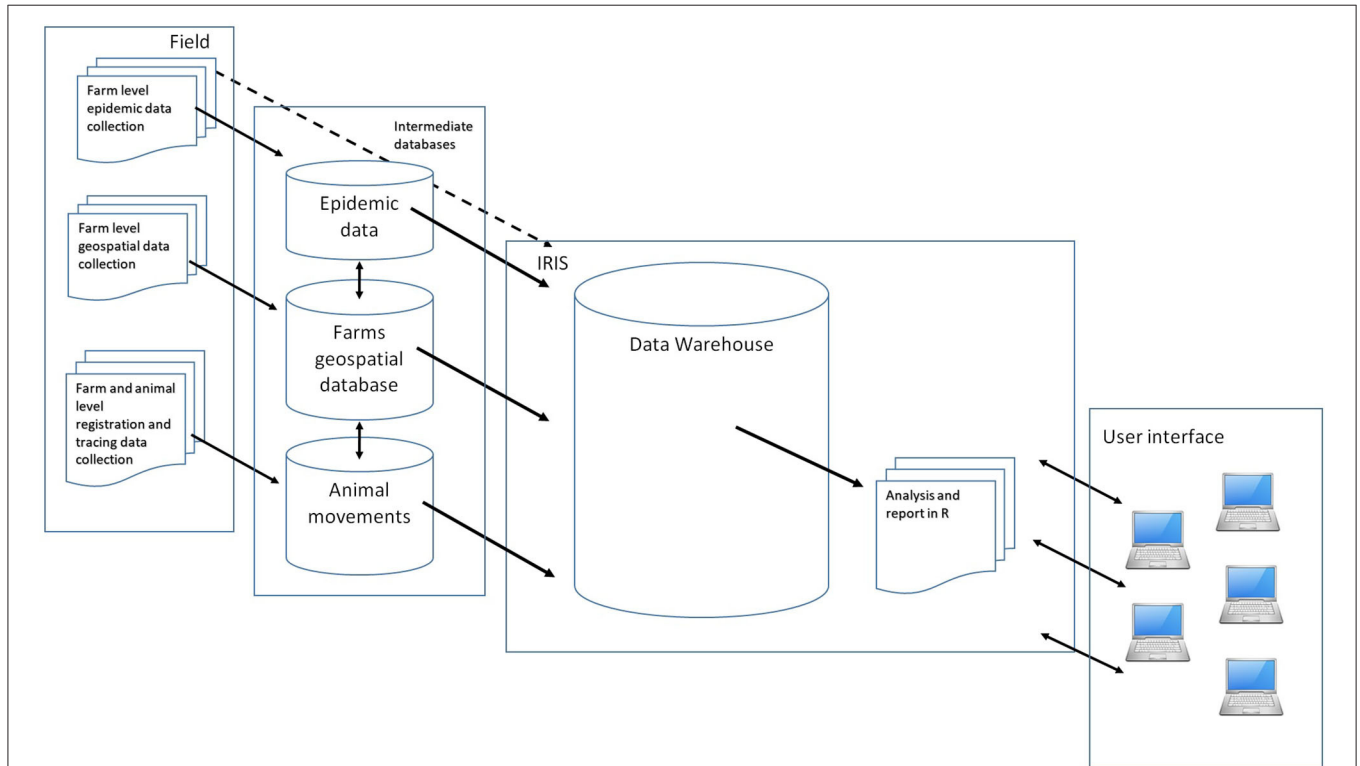 Field
Farm level
epidemic data
collection
Farm level
geospatial data
collection
Farm and animal
level
registration and
tracing data
collection
Intermediate
databases
Epidemic
data
Farms
geospatial
database
Animal
movements
IRIS
Data Warehouse
Analysis and
report in R
User interface